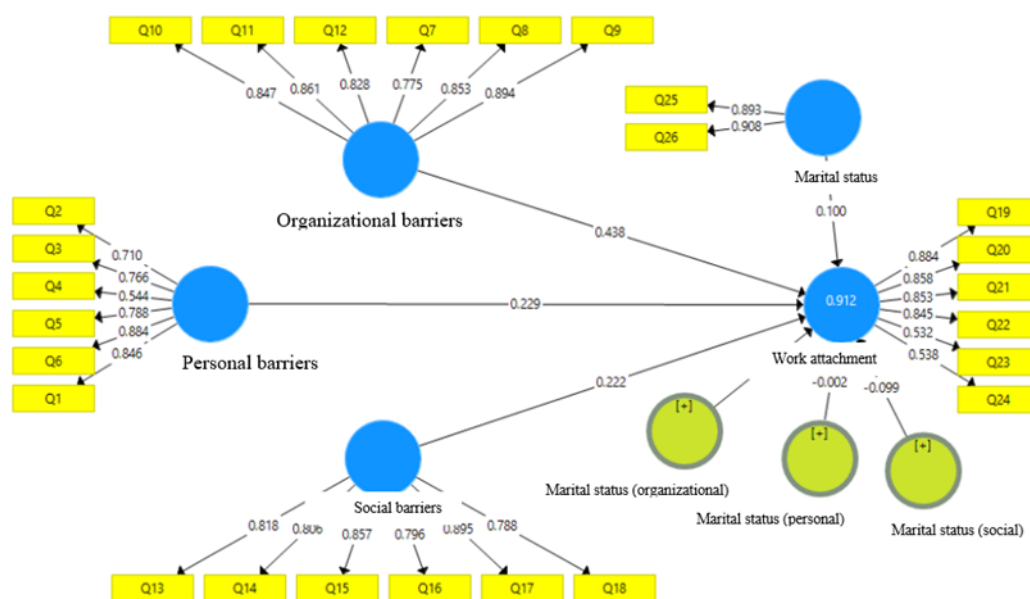 Q10 Q11 Q12 Q7 Q8 Q9
0.847 0.861 0.828 0.775 0.853 0.894
Organizational barriers
Q25
Q26
0.893
0.908
Marital status
0.100
0.438
Q2
Q3
Q4
Q5
Q6
Q1
0.710
0.766
0.544
0.788
0.884
0.846
Personal barriers
0.229
0.912
Work attachment
Q19
Q20
Q21
Q22
Q23
Q24
0.884
0.858
0.853
0.845
0.532
0.538
0.222
-0.002
-0.099
[+]
[+]
[+]
Marital status (organizational)
Marital status (personal)
Marital status (social)
Social barriers
0.818 0.806 0.857 0.796 0.895 0.788
Q13 Q14 Q15 Q16 Q17 Q18